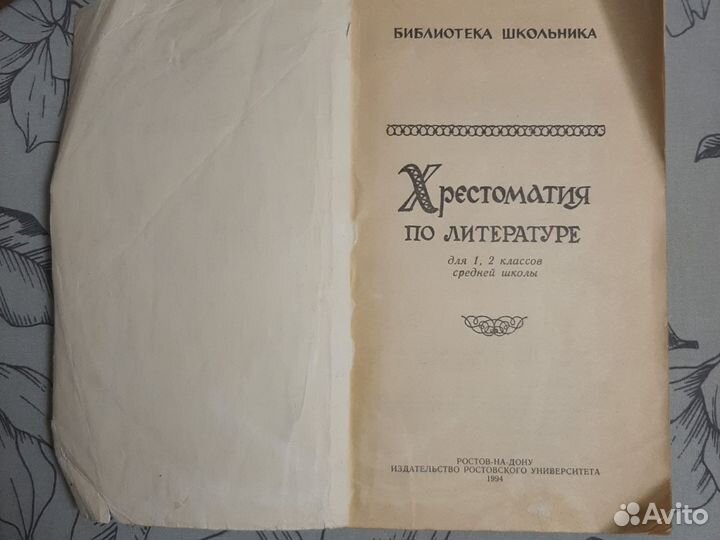 БИБЛИОТЕКА ШКОЛЬНИКА
Хрестоматия
ПО ЛИТЕРАТУРЕ
для 1, 2 классов
средней школы
РОСТОВ-НА-ДОНУ
ИЗДАТЕЛЬСТВО РОСТОВСКОГО УНИВЕРСИТЕТА
1994
Avito